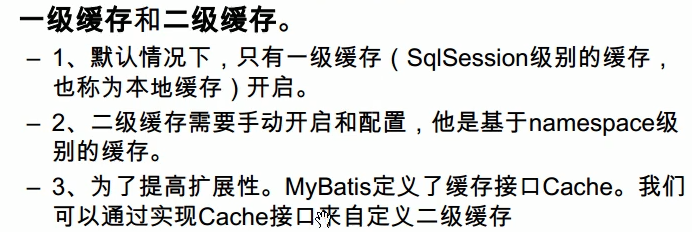 一级缓存和二级缓存。
– 1、默认情况下，只有一级缓存（SqlSession级别的缓存，
也称为本地缓存）开启。
– 2、二级缓存需要手动开启和配置，他是基于namespace级
别的缓存。
– 3、为了提高扩展性。MyBatis定义了缓存接口Cache。我们
可以通过实现Cache接口来自定义二级缓存